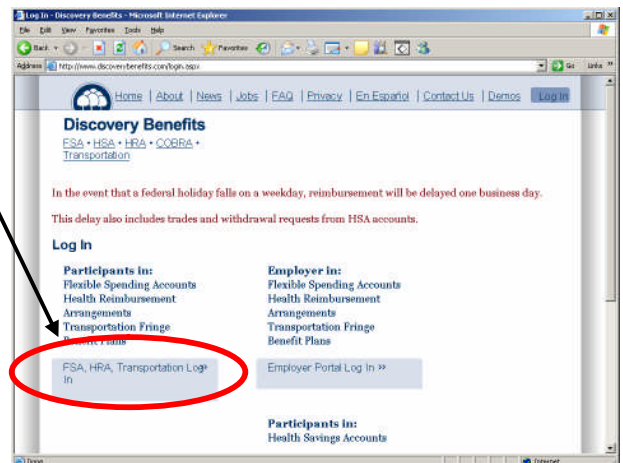 Log In - Discovery Benefits - Microsoft Internet Explorer
File Edit View Favorites Tools Help
Back Search Favorites
Address http://www.discoverybenefits.com/login.aspx Go Links »
Home | About | News | Jobs | FAQ | Privacy | En Español | Contact Us | Demos Log In
Discovery Benefits
FSA • HSA • HRA • COBRA •
Transportation
In the event that a federal holiday falls on a weekday, reimbursement will be delayed one business day.
This delay also includes trades and withdrawal requests from HSA accounts.
Log In
Participants in:
Flexible Spending Accounts
Health Reimbursement
Arrangements
Transportation Fringe
Benefit Plans
FSA, HRA, Transportation Log»
In
Employer in:
Flexible Spending Accounts
Health Reimbursement
Arrangements
Transportation Fringe
Benefit Plans
Employer Portal Log In »
Participants in:
Health Savings Accounts
Done Internet